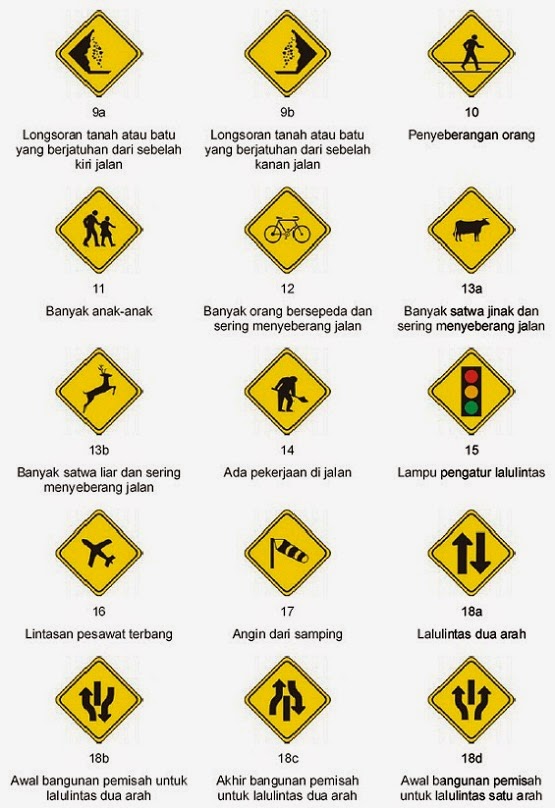 9a
Longsoran tanah atau batu
yang berjatuhan dari sebelah
kiri jalan
9b
Longsoran tanah atau batu
yang berjatuhan dari sebelah
kanan jalan
10
Penyeberangan orang
11
Banyak anak-anak
12
Banyak orang bersepeda dan
sering menyeberang jalan
13a
Banyak satwa jinak dan
sering menyeberang jalan
13b
Banyak satwa liar dan sering
menyeberang jalan
14
Ada pekerjaan di jalan
15
Lampu pengatur lalulintas
16
Lintasan pesawat terbang
17
Angin dari samping
18a
Lalulintas dua arah
18b
Awal bangunan pemisah untuk
lalulintas dua arah
18c
Akhir bangunan pemisah
untuk lalulintas dua arah
18d
Awal bangunan pemisah
untuk lalulintas satu arah